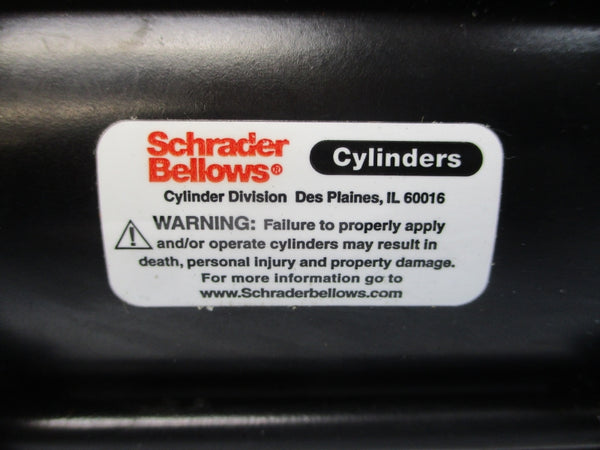 Schrader
Bellows®
Cylinders
Cylinder Division Des Plaines, IL 60016
WARNING: Failure to properly apply
and/or operate cylinders may result in
death, personal injury and property damage.
For more information go to
www.Schraderbellows.com